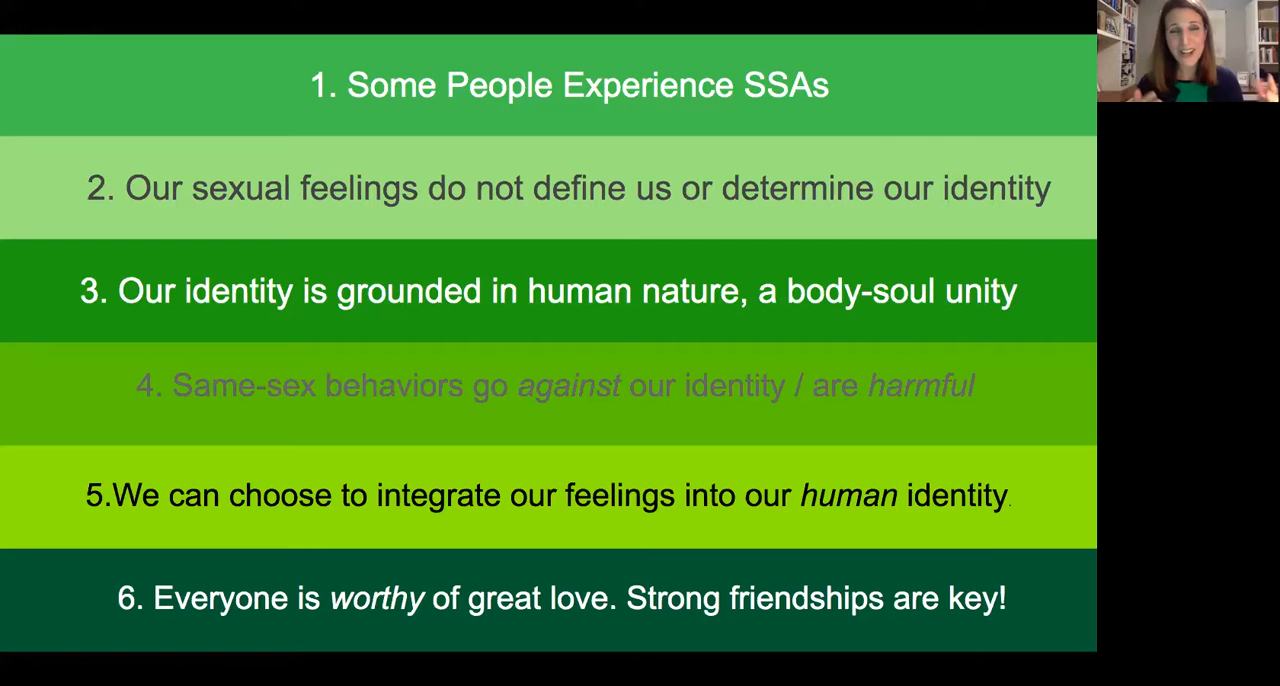 1. Some People Experience SSAs
2. Our sexual feelings do not define us or determine our identity
3. Our identity is grounded in human nature, a body-soul unity
4. Same-sex behaviors go against our identity / are harmful
5.We can choose to integrate our feelings into our human identity.
6. Everyone is worthy of great love. Strong friendships are key!